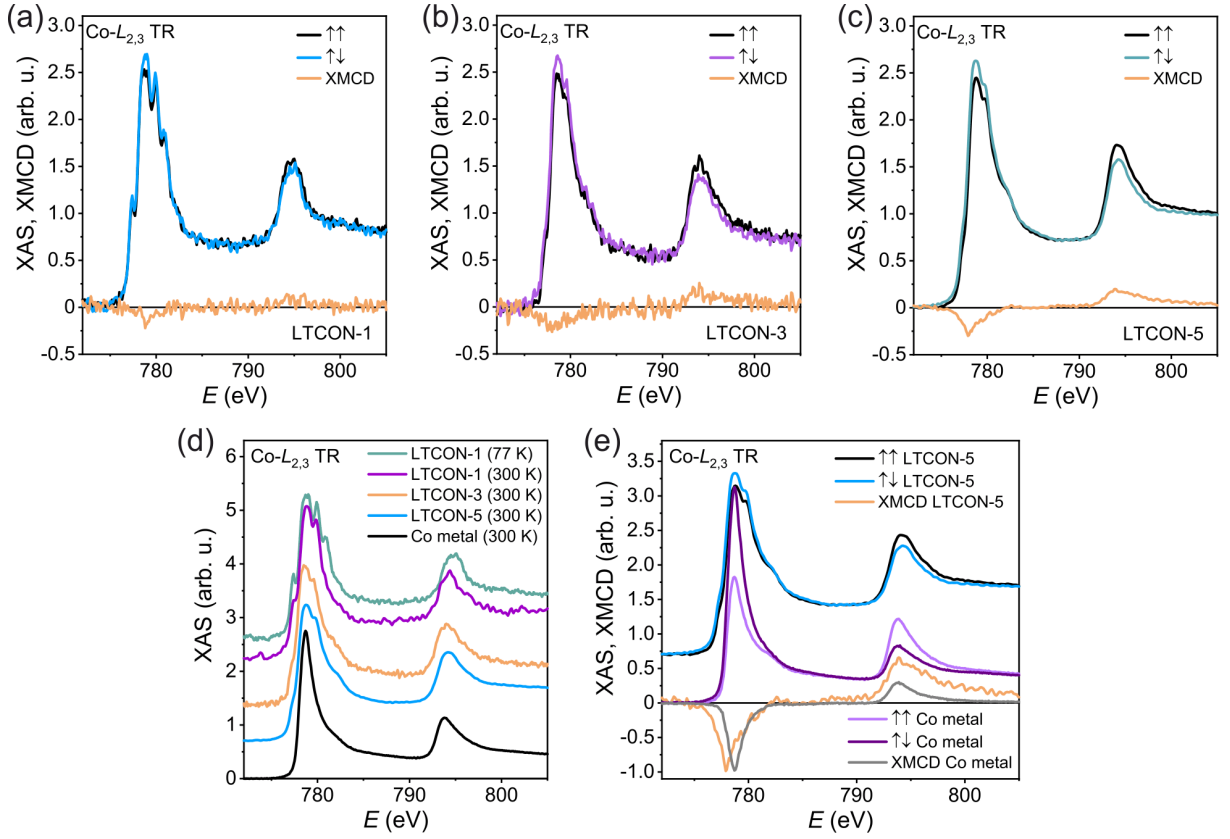 (a)
Co-L2,3 TR
↑↑
↑↓
XMCD
3.0
2.5
2.0
1.5
1.0
0.5
0
-0.5
XAS, XMCD (arb. u.)
LTCON-1
780
790
800
E (eV)
(b)
Co-L2,3 TR
↑↑
↑↓
XMCD
3.0
2.5
2.0
1.5
1.0
0.5
0
-0.5
XAS, XMCD (arb. u.)
LTCON-3
780
790
800
E (eV)
(c)
Co-L2,3 TR
↑↑
↑↓
XMCD
3.0
2.5
2.0
1.5
1.0
0.5
0
-0.5
XAS, XMCD (arb. u.)
LTCON-5
780
790
800
E (eV)
(d)
Co-L2,3 TR
LTCON-1 (77 K)
LTCON-1 (300 K)
LTCON-3 (300 K)
LTCON-5 (300 K)
Co metal (300 K)
6
5
4
3
2
1
0
XAS (arb. u.)
780
790
800
E (eV)
(e)
Co-L2,3 TR
↑↑ LTCON-5
↑↓ LTCON-5
XMCD LTCON-5
3.5
3.0
2.5
2.0
1.5
1.0
0.5
0
-0.5
-1.0
XAS, XMCD (arb. u.)
↑↑ Co metal
↑↓ Co metal
XMCD Co metal
780
790
800
E (eV)